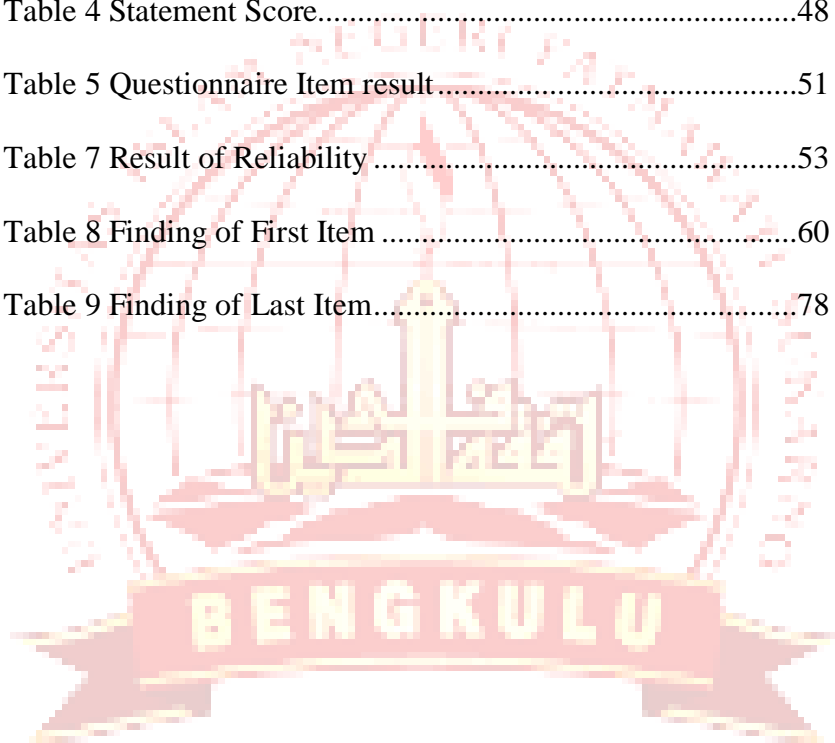 Table 4 Statement Score..........................................................48
Table 5 Questionnaire Item result.............................................51
Table 7 Result of Reliability.....................................................53
Table 8 Finding of First Item....................................................60
Table 9 Finding of Last Item.....................................................78
BENGKULU